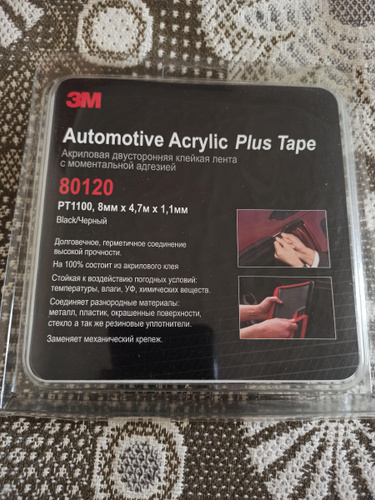 3M
Automotive Acrylic Plus Tape
Акриловая двусторонняя клейкая лента
с моментальной адгезией
80120
PT1100, 8мм x 4,7м x 1,1мм
Black/Черный
Долговечное, герметичное соединение
высокой прочности.
На 100% состоит из акрилового клея
Стойкая к воздействию погодных условий:
температуры, влаги, УФ, химических веществ.
Соединяет разнородные материалы:
металл, пластик, окрашенные поверхности,
стекло а так же резиновые уплотнители.
Заменяет механический крепеж.